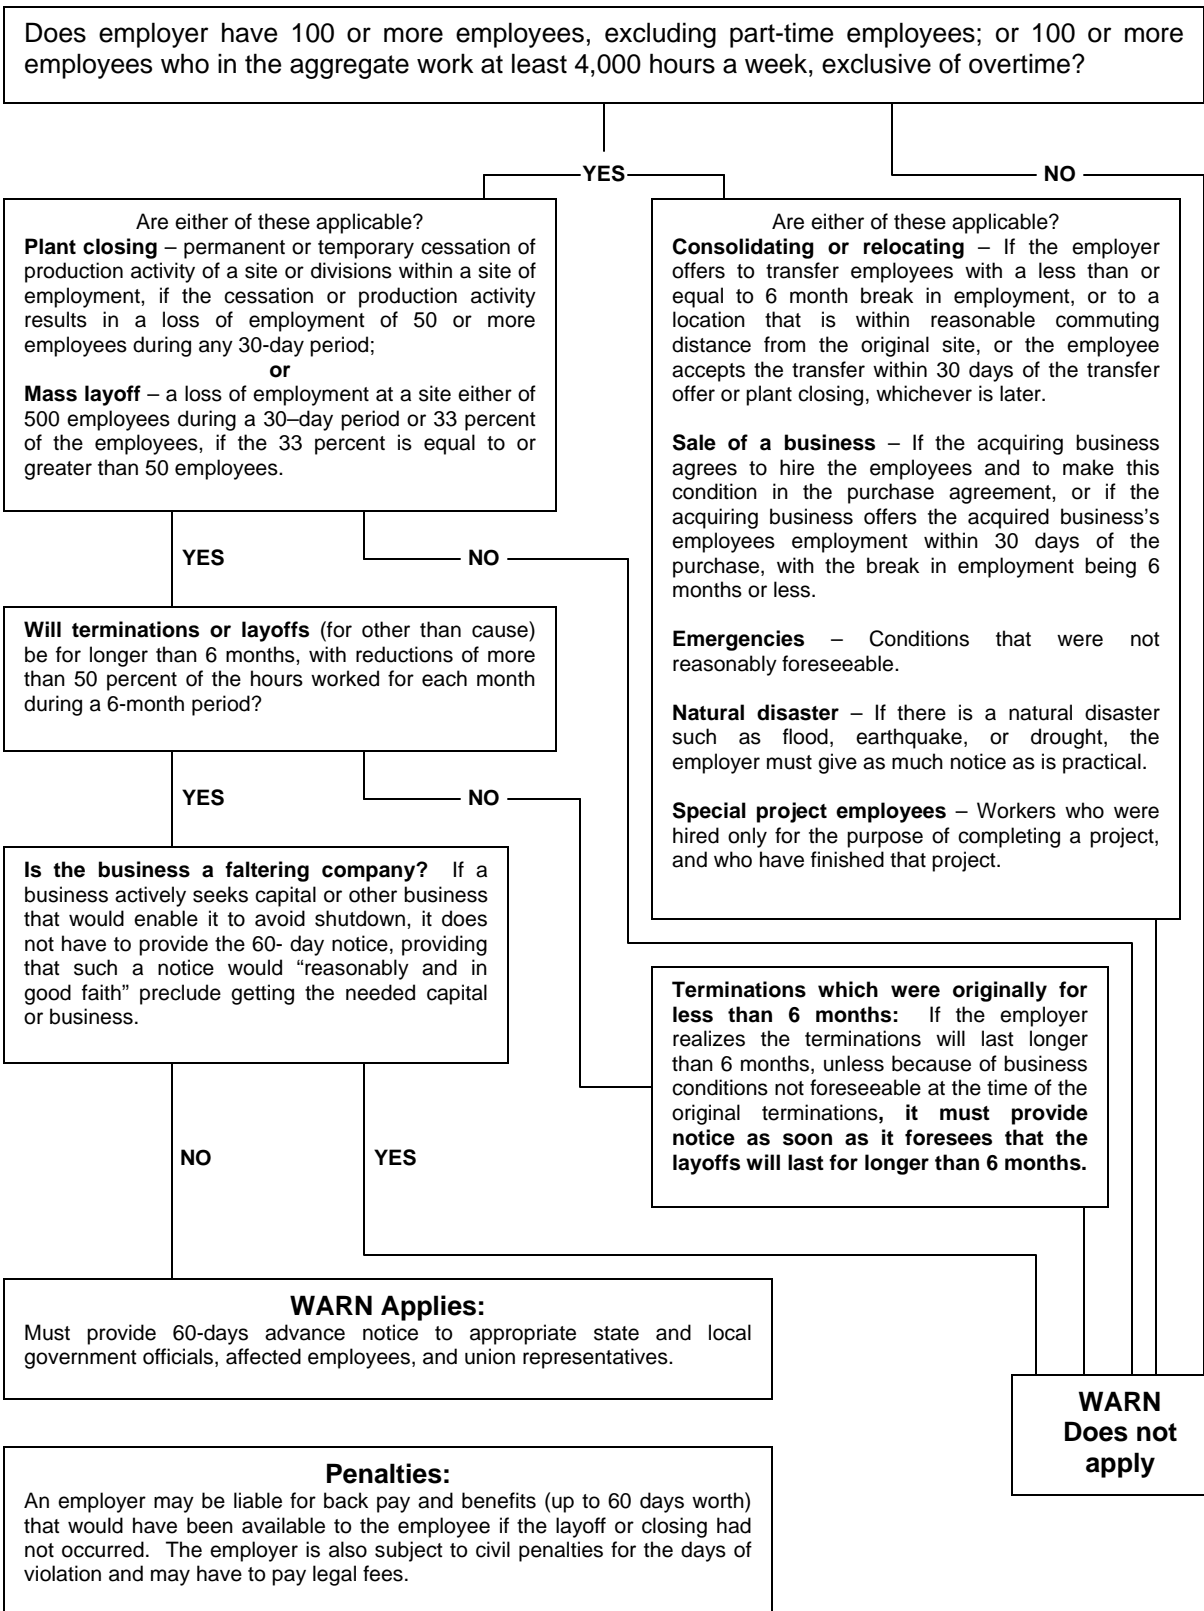 Does employer have 100 or more employees, excluding part-time employees; or 100 or more
employees who in the aggregate work at least 4,000 hours a week, exclusive of overtime?
YES
NO
Are either of these applicable?
Plant closing – permanent or temporary cessation of
production activity of a site or divisions within a site of
employment, if the cessation or production activity
results in a loss of employment of 50 or more
employees during any 30-day period;
or
Mass layoff – a loss of employment at a site either of
500 employees during a 30–day period or 33 percent
of the employees, if the 33 percent is equal to or
greater than 50 employees.
Are either of these applicable?
Consolidating or relocating – If the employer
offers to transfer employees with a less than or
equal to 6 month break in employment, or to a
location that is within reasonable commuting
distance from the original site, or the employee
accepts the transfer within 30 days of the transfer
offer or plant closing, whichever is later.
Sale of a business – If the acquiring business
agrees to hire the employees and to make this
condition in the purchase agreement, or if the
acquiring business offers the acquired business's
employees employment within 30 days of the
purchase, with the break in employment being 6
months or less.
Emergencies – Conditions that were not
reasonably foreseeable.
Natural disaster – If there is a natural disaster
such as flood, earthquake, or drought, the
employer must give as much notice as is practical.
Special project employees – Workers who were
hired only for the purpose of completing a project,
and who have finished that project.
YES
NO
Will terminations or layoffs (for other than cause)
be for longer than 6 months, with reductions of more
than 50 percent of the hours worked for each month
during a 6-month period?
YES
NO
Is the business a faltering company? If a
business actively seeks capital or other business
that would enable it to avoid shutdown, it does
not have to provide the 60- day notice, providing
that such a notice would “reasonably and in
good faith” preclude getting the needed capital
or business.
Terminations which were originally for
less than 6 months: If the employer
realizes the terminations will last longer
than 6 months, unless because of business
conditions not foreseeable at the time of the
original terminations, it must provide
notice as soon as it foresees that the
layoffs will last for longer than 6 months.
NO
YES
WARN Applies:
Must provide 60-days advance notice to appropriate state and local
government officials, affected employees, and union representatives.
WARN
Does not
apply
Penalties:
An employer may be liable for back pay and benefits (up to 60 days worth)
that would have been available to the employee if the layoff or closing had
not occurred. The employer is also subject to civil penalties for the days of
violation and may have to pay legal fees.